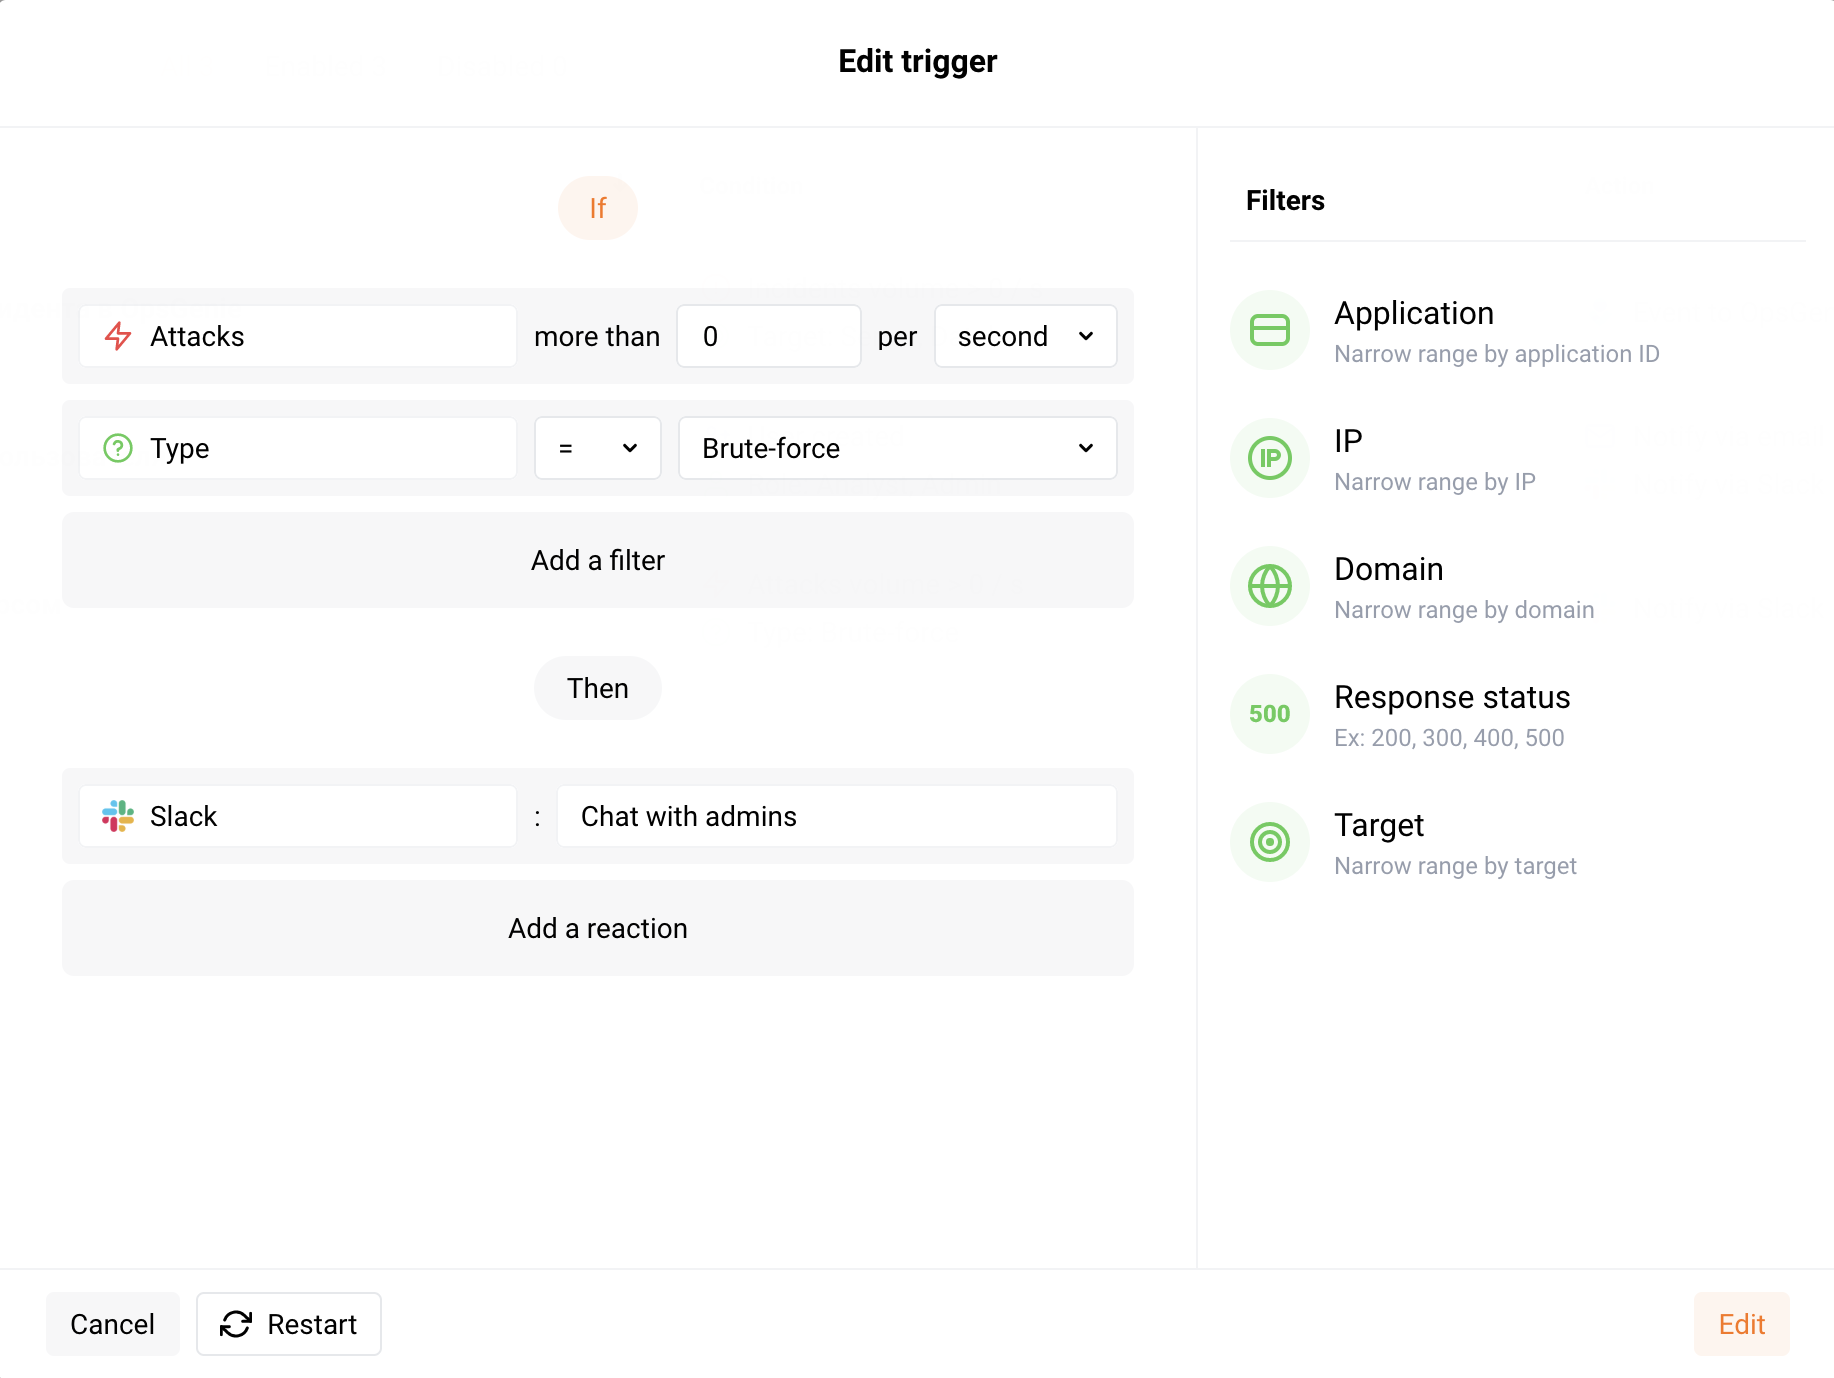 Edit trigger
If
Attacks more than 0 per second
Type = Brute-force
Add a filter
Then
Slack : Chat with admins
Add a reaction
Filters
Application
Narrow range by application ID
IP
IP
Narrow range by IP
Domain
Narrow range by domain
500
Response status
Ex: 200, 300, 400, 500
Target
Narrow range by target
Cancel
Restart
Edit